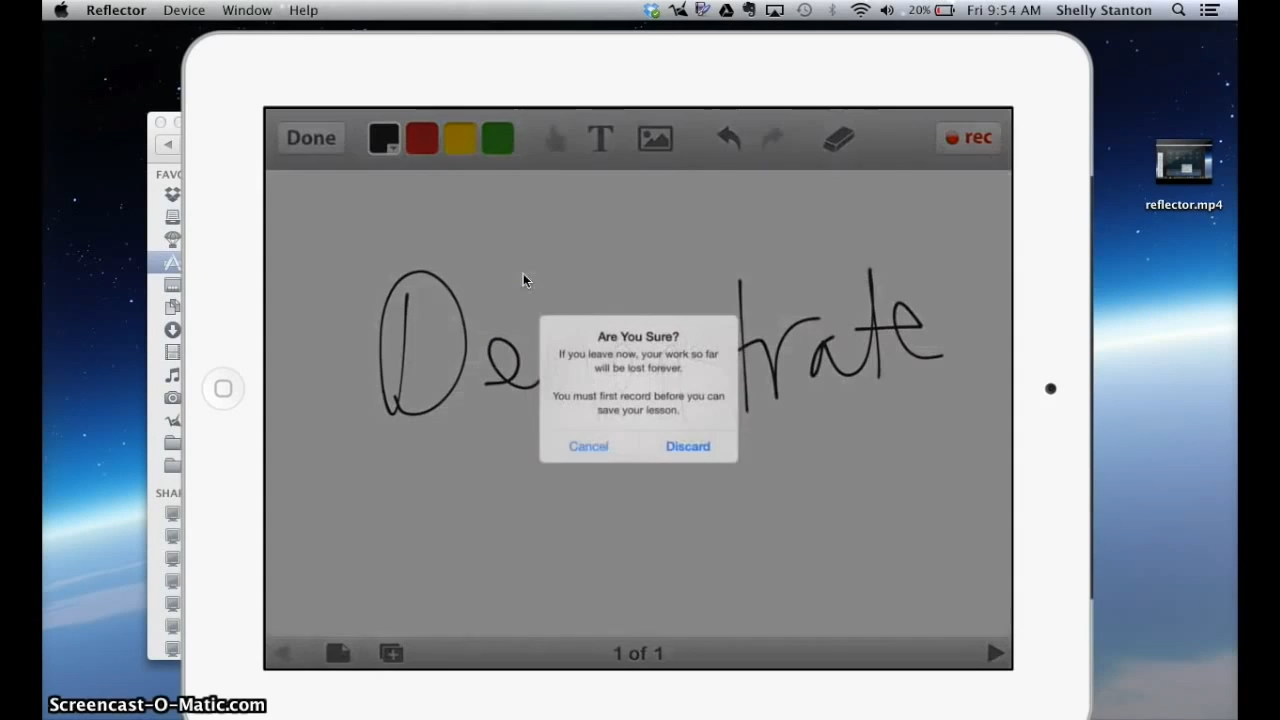 Reflector Device Window Help 20% Fri 9:54 AM Shelly Stanton
FAVO
SHAR
Done T rec
De trate
Are You Sure?
If you leave now, your work so far
will be lost forever.
You must first record before you can
save your lesson.
Cancel Discard
1 of 1
reflector.mp4
Screencast-O-Matic.com